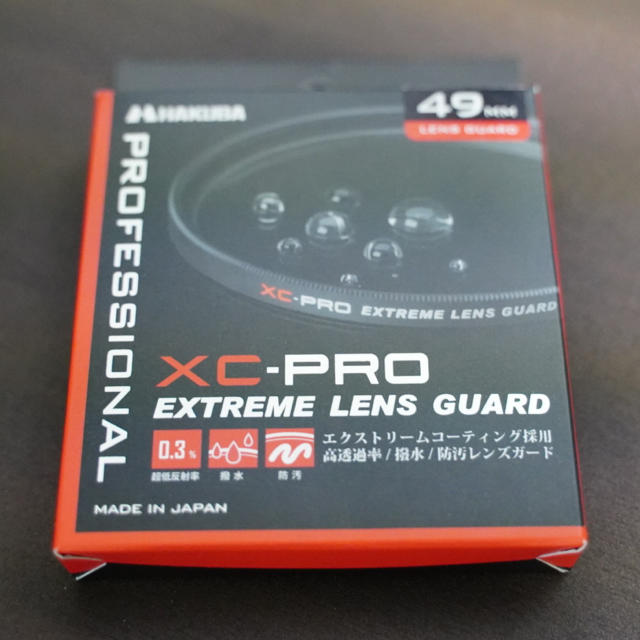 HAKUBA
49MM
LENS GUARD
PROFESSIONAL
XC-PRO EXTREME LENS GUARD
XC-PRO
EXTREME LENS GUARD
0.3%
超低反射率
撥水
防汚
エクストリームコーティング採用
高透過率/撥水/防汚レンズガード
MADE IN JAPAN